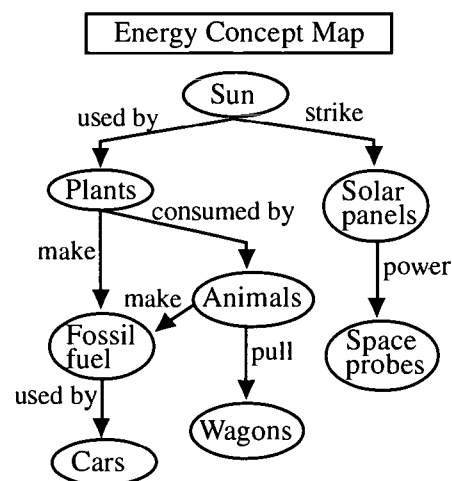 Energy Concept Map
Sun
used by
strike
Plants
Solar
panels
consumed by
make
power
make
Animals
Fossil
fuel
pull
Space
probes
used by
Wagons
Cars